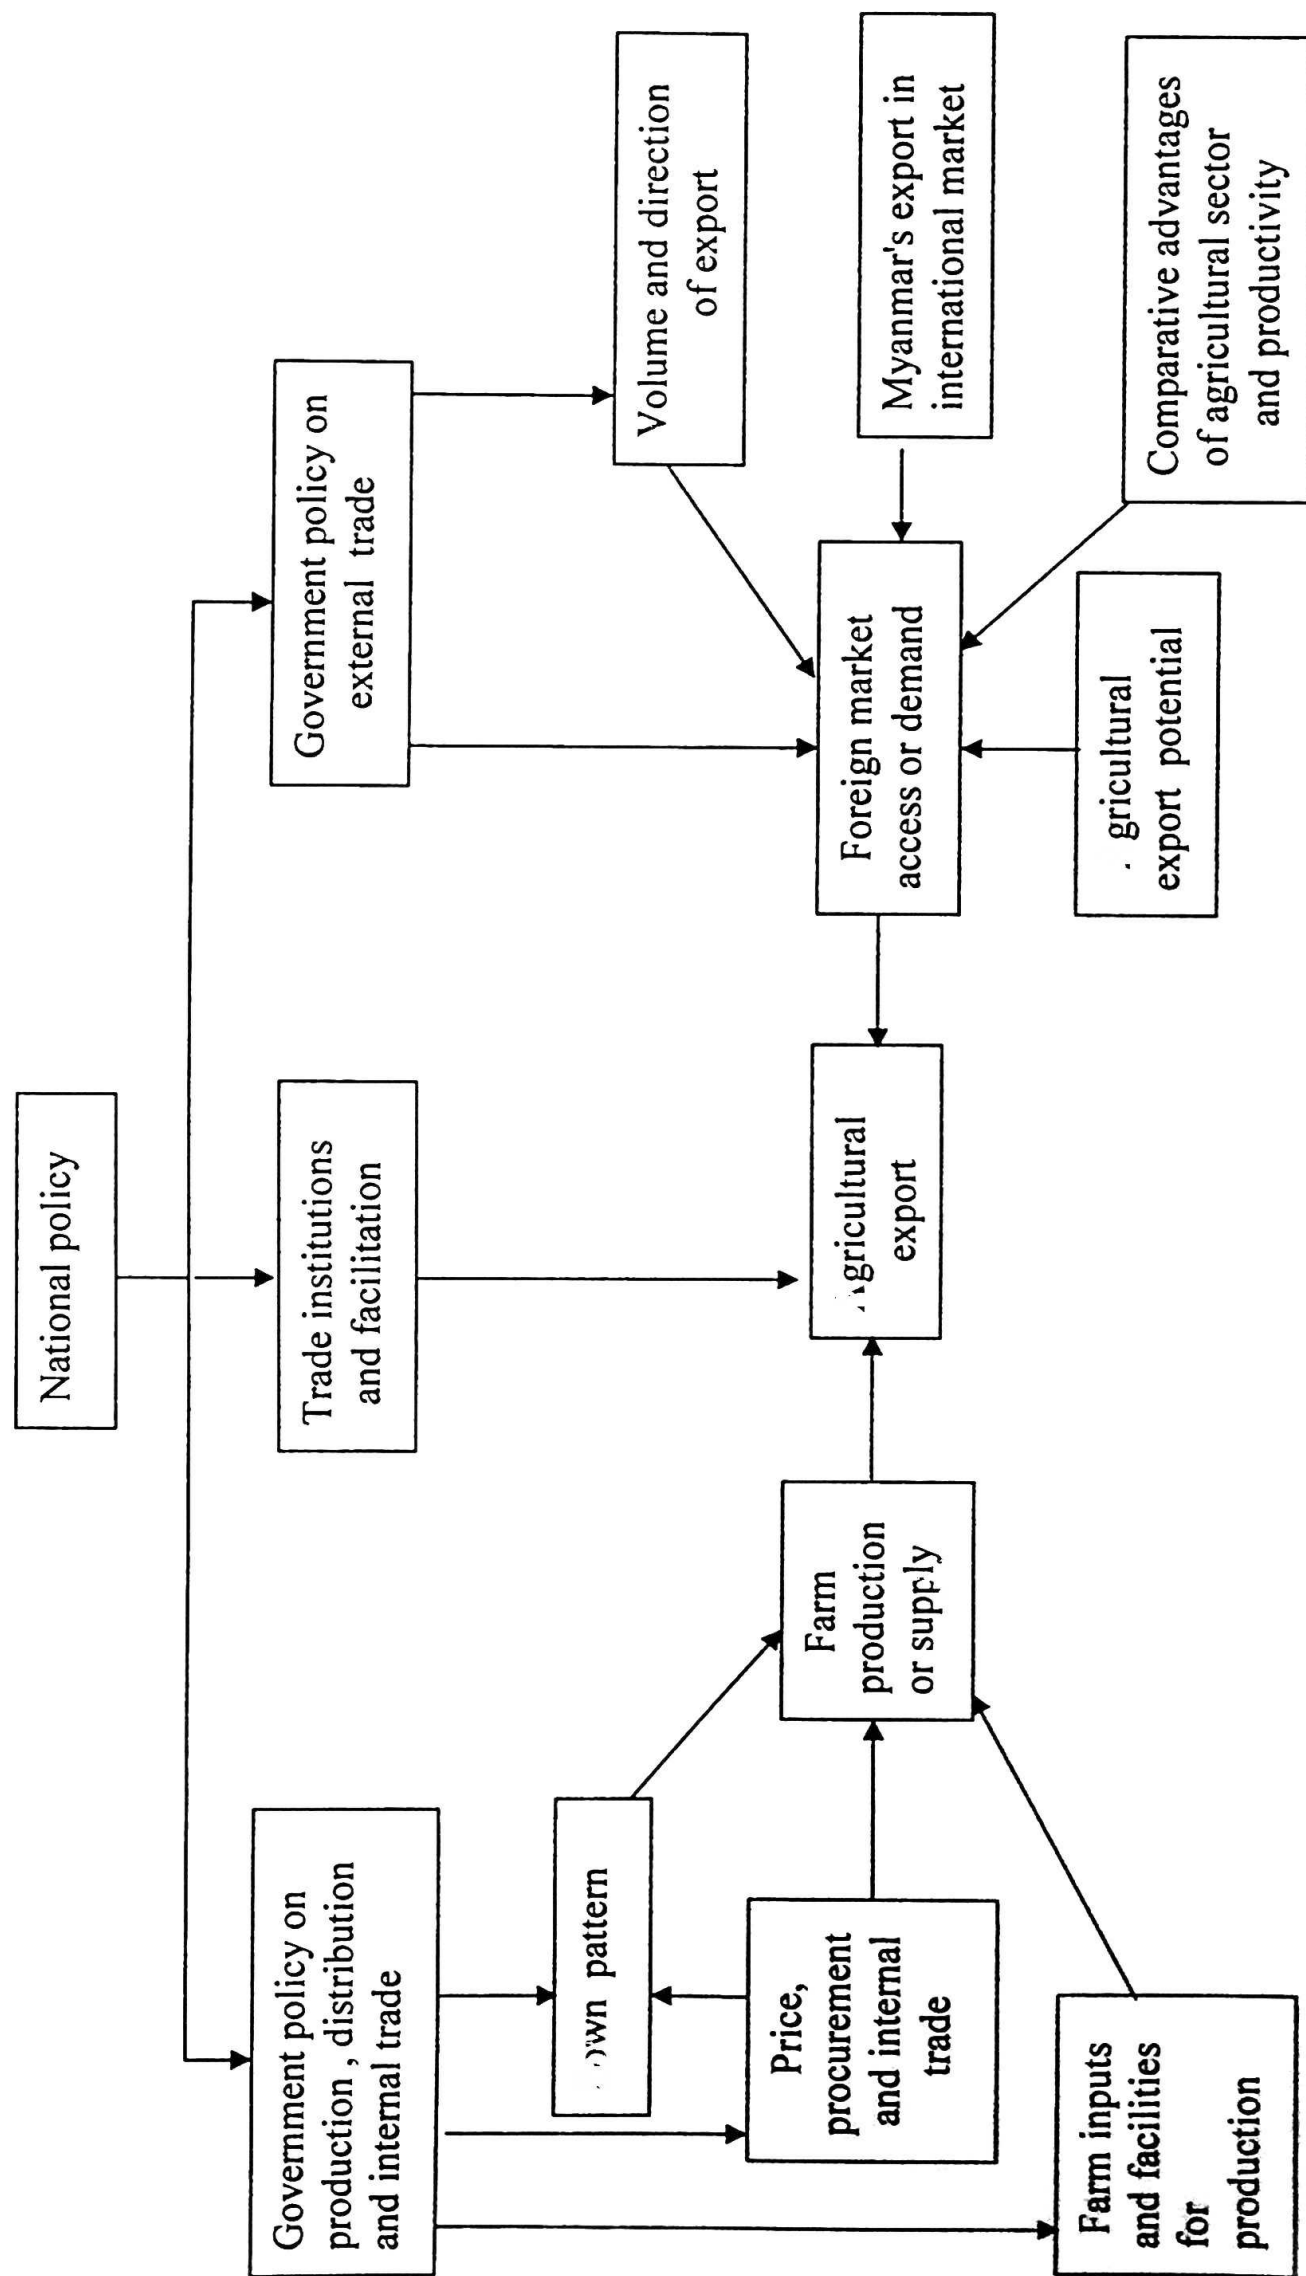 National policy
Government policy on
production , distribution
and internal trade
Trade institutions
and facilitation
Government policy on
external trade
pattern
Volume and direction
of export
Price,
procurement
and internal
trade
Farm
production
or supply
Agricultural
export
Foreign market
access or demand
Myanmar's export in
international market
Farm inputs
and facilities
for
production
gricultural
export potential
Comparative advantages
of agricultural sector
and productivity